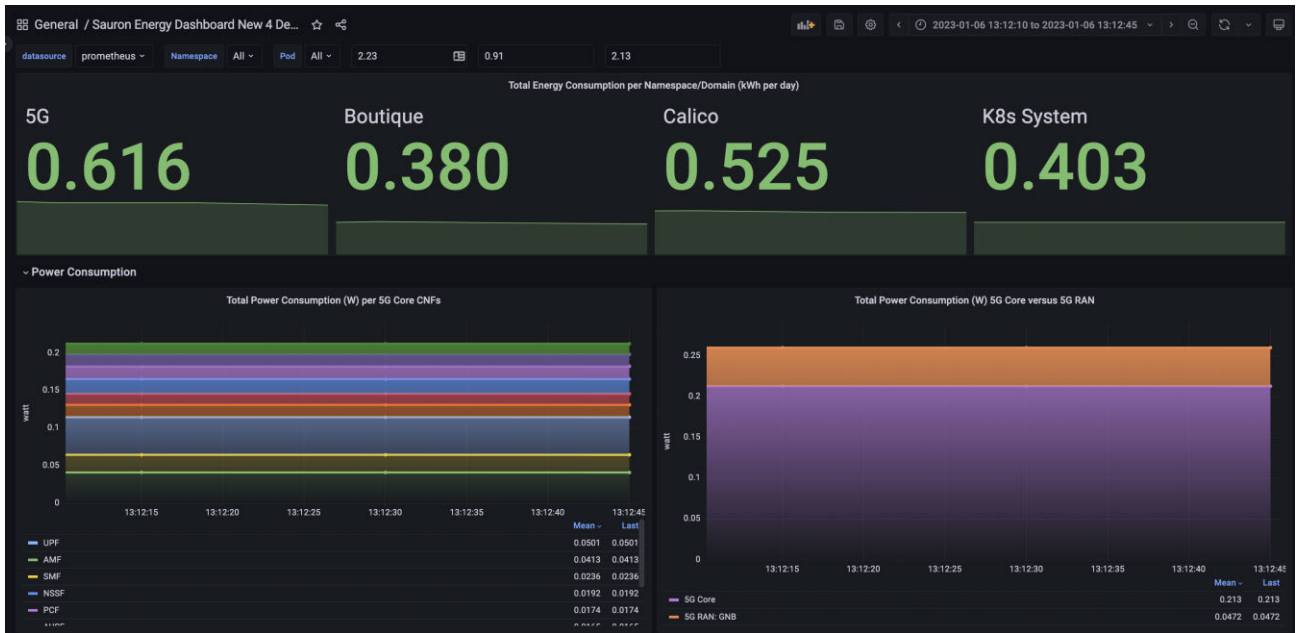 General / Sauron Energy Dashboard New 4 De...
2023-01-06 13:12:10 to 2023-01-06 13:12:45
datasource prometheus Namespace All Pod All 2.23 0.91 2.13
Total Energy Consumption per Namespace/Domain (kWh per day)
5G Boutique Calico K8s System
0.616 0.380 0.525 0.403
Power Consumption
Total Power Consumption (W) per 5G Core CNFs
0.2
0.15
0.1
0.05
0
watt
13:12:15 13:12:20 13:12:25 13:12:30 13:12:35 13:12:40 13:12:45
Mean Last
UPF 0.0501 0.0501
AMF 0.0413 0.0413
SMF 0.0236 0.0236
NSSF 0.0192 0.0192
PCF 0.0174 0.0174
Total Power Consumption (W) 5G Core versus 5G RAN
0.25
0.2
0.15
0.1
0.05
0
watt
13:12:15 13:12:20 13:12:25 13:12:30 13:12:35 13:12:40 13:12:45
Mean Last
5G Core 0.213 0.213
5G RAN: GNB 0.0472 0.0472